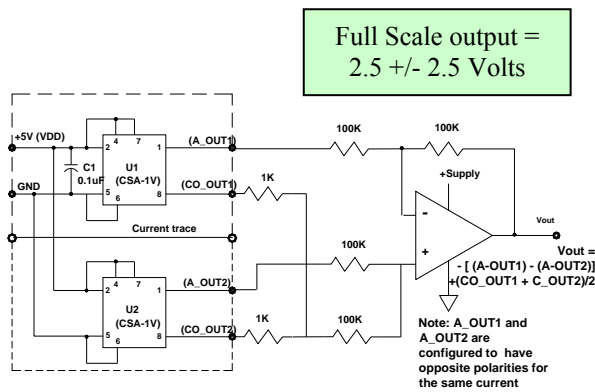 Full Scale output =
2.5 +/- 2.5 Volts
+5V (VDD)
C1
0.1uF
GND
2
4
7
1
U1
(CSA-1V)
5
6
8
(A_OUT1)
(CO_OUT1)
1K
100K
100K
+Supply
-
+
Vout
Vout =
- [ (A-OUT1) - (A-OUT2)]
+(CO_OUT1 + C_OUT2)/2
Current trace
2
4
7
1
U2
(CSA-1V)
5
6
8
(A_OUT2)
(CO_OUT2)
1K
100K
100K
Note: A_OUT1 and
A_OUT2 are
configured to have
opposite polarities for
the same current